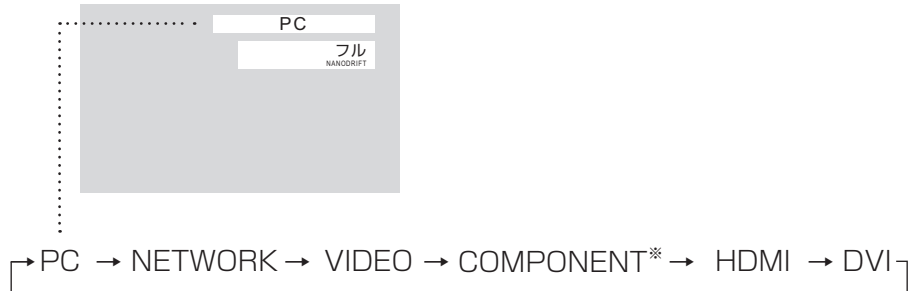 PC
フル
NANODRIFT
PC → NETWORK → VIDEO → COMPONENT※ → HDMI → DVI